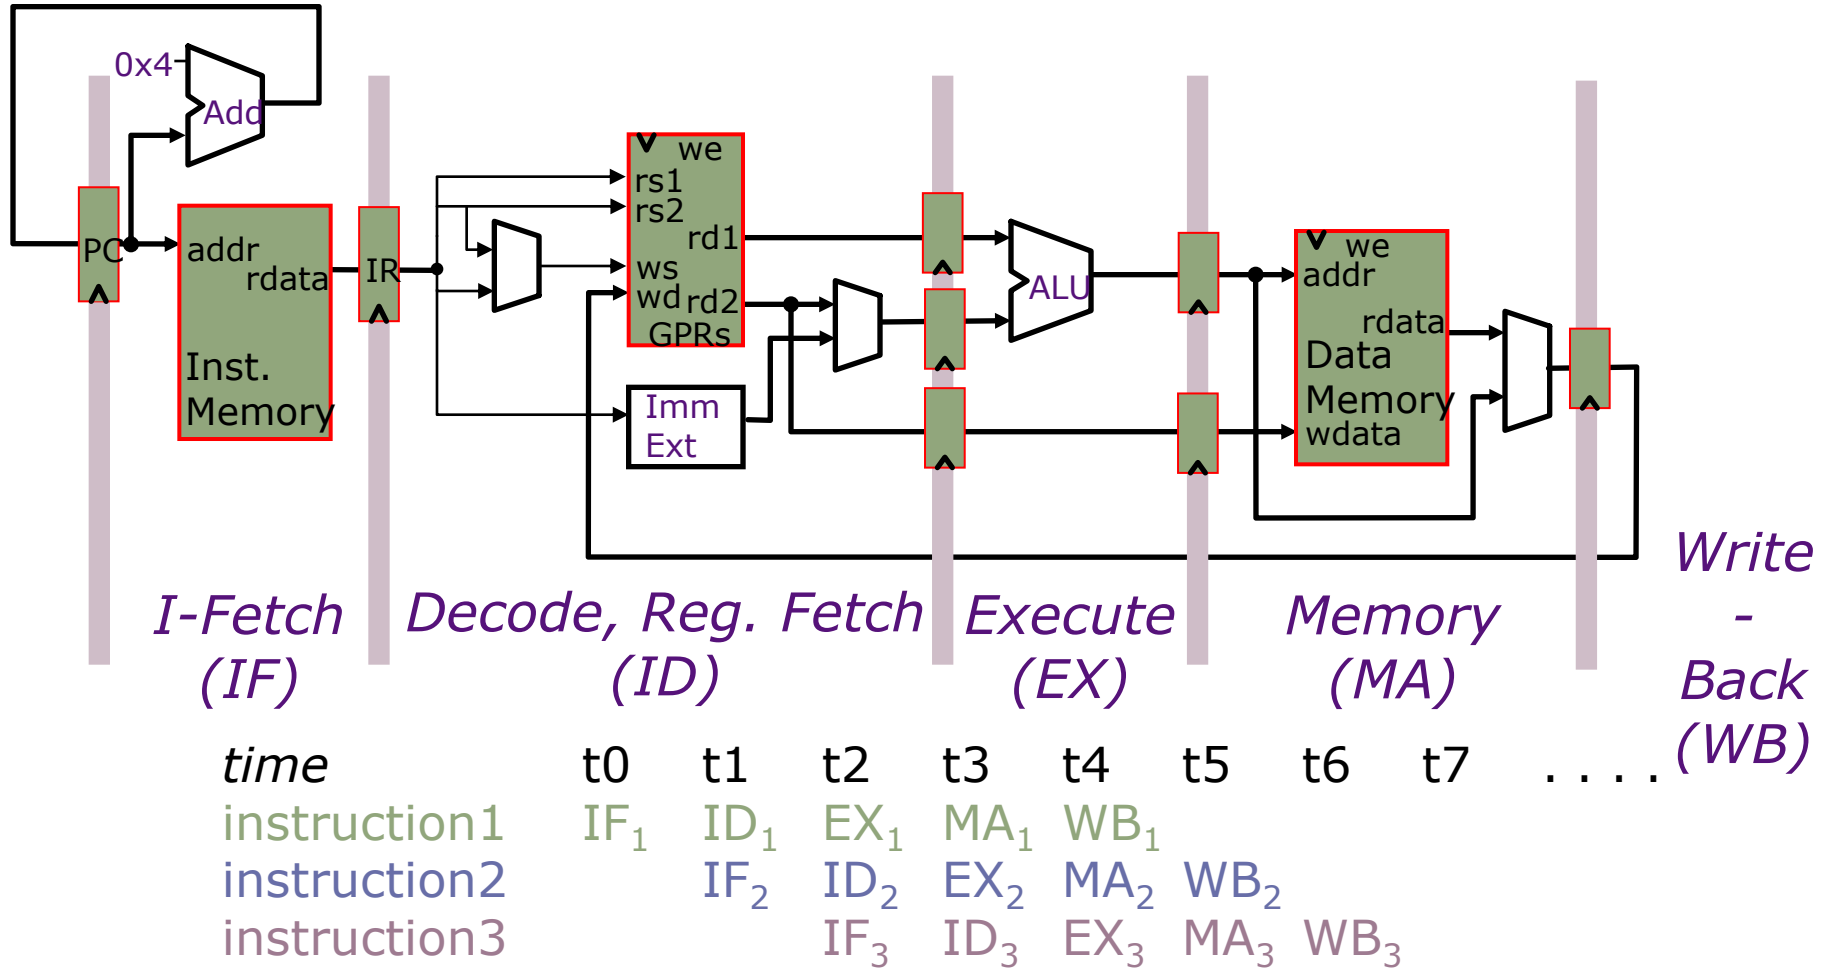 0x4
Add
PC
addr
rdata
Inst.
Memory
IR
we
rs1
rs2
rd1
ws
wd
rd2
GPRs
Imm
Ext
ALU
we
addr
rdata
Data
Memory
wdata
I-Fetch
(IF)
Decode, Reg. Fetch
(ID)
Execute
(EX)
Memory
(MA)
Write
-
Back
(WB)
time t0 t1 t2 t3 t4 t5 t6 t7 . . . .
instruction1 IF1 ID1 EX1 MA1 WB1
instruction2 IF2 ID2 EX2 MA2 WB2
instruction3 IF3 ID3 EX3 MA3 WB3